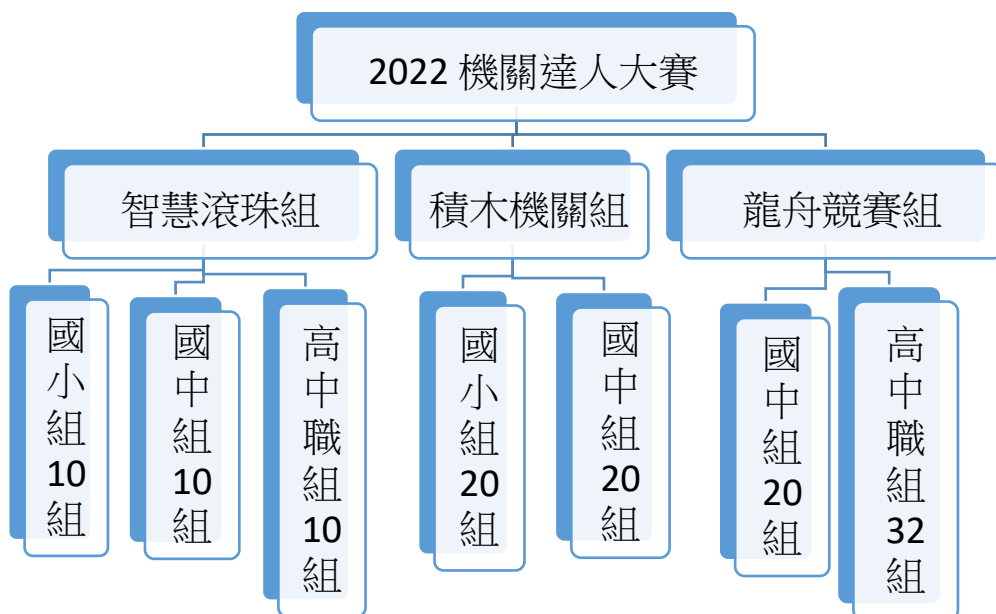 2022 機關達人大賽
智慧滾珠組
積木機關組
龍舟競賽組
國小組10組
國中組10組
高中職組10組
國小組20組
國中組20組
國中組20組
高中職組32組